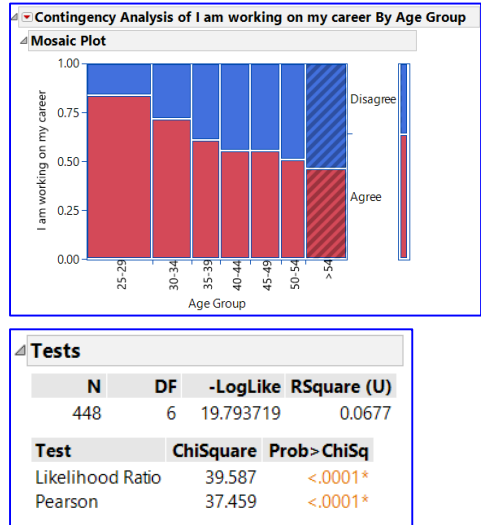 Contingency Analysis of I am working on my career By Age Group
Mosaic Plot
I am working on my career
1.00
0.75
0.50
0.25
0.00
Disagree
Agree
25-29
30-34
35-39
40-44
45-49
50-54
>54
Age Group
Tests
N DF -LogLike RSquare (U)
448 6 19.793719 0.0677
Test ChiSquare Prob>ChiSq
Likelihood Ratio 39.587 <.0001*
Pearson 37.459 <.0001*